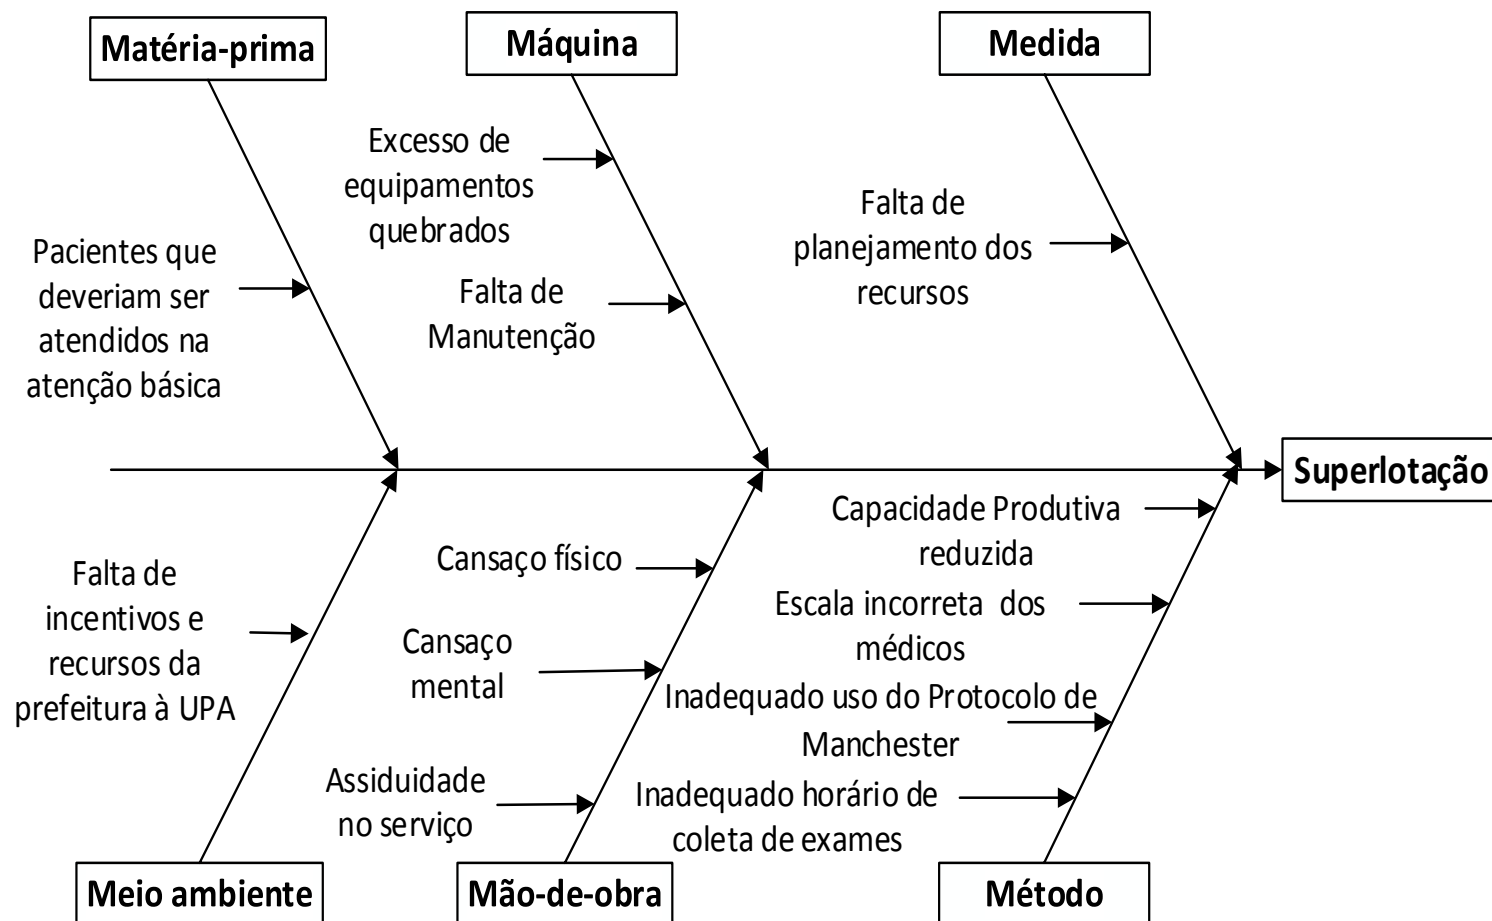 Matéria-prima
Máquina
Medida
Excesso de
equipamentos
quebrados
Falta de
planejamento dos
recursos
Pacientes que
deveriam ser
atendidos na
atenção básica
Falta de
Manutenção
Superlotação
Capacidade Produtiva
reduzida
Cansaço físico
Falta de
incentivos e
recursos da
prefeitura à UPA
Escala incorreta dos
médicos
Cansaço
mental
Inadequado uso do Protocolo de
Manchester
Assiduidade
no serviço
Inadequado horário de
coleta de exames
Meio ambiente
Mão-de-obra
Método